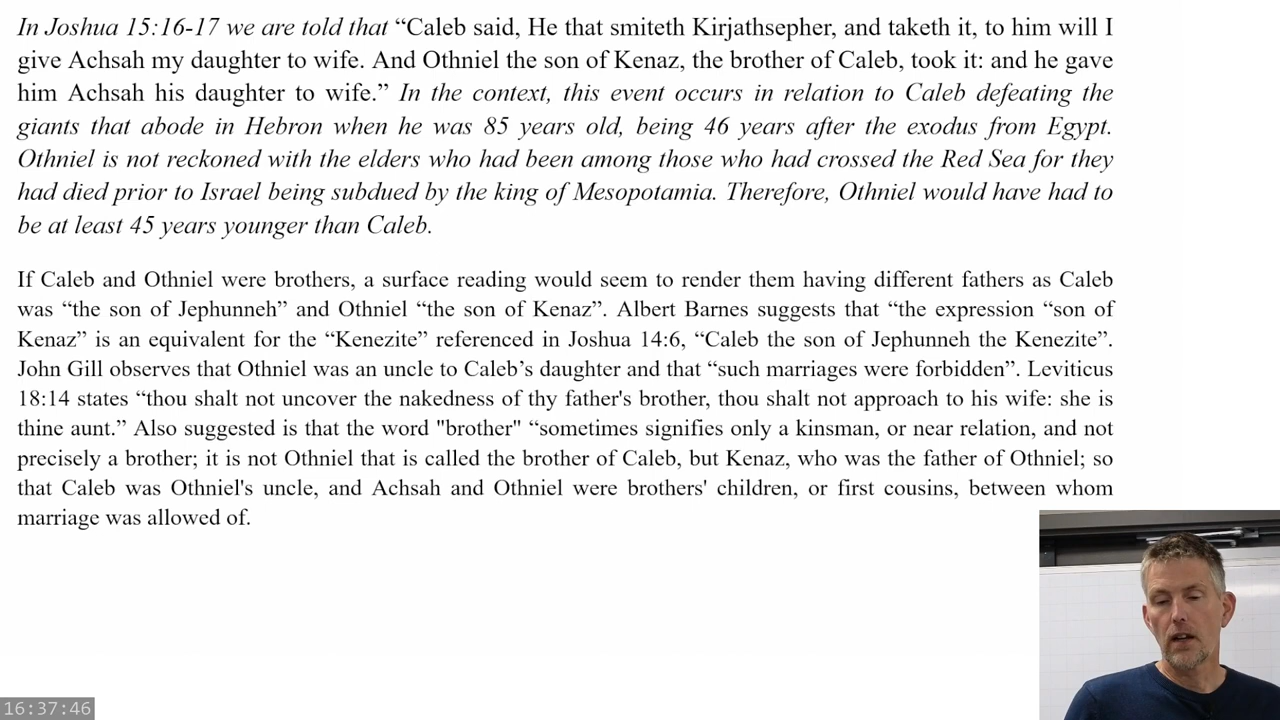 In Joshua 15:16-17 we are told that “Caleb said, He that smiteth Kirjathsepher, and taketh it, to him will I
give Achsah my daughter to wife. And Othniel the son of Kenaz, the brother of Caleb, took it: and he gave
him Achsah his daughter to wife.” In the context, this event occurs in relation to Caleb defeating the
giants that abode in Hebron when he was 85 years old, being 46 years after the exodus from Egypt.
Othniel is not reckoned with the elders who had been among those who had crossed the Red Sea for they
had died prior to Israel being subdued by the king of Mesopotamia. Therefore, Othniel would have had to
be at least 45 years younger than Caleb.
If Caleb and Othniel were brothers, a surface reading would seem to render them having different fathers as Caleb
was “the son of Jephunneh” and Othniel “the son of Kenaz”. Albert Barnes suggests that “the expression “son of
Kenaz” is an equivalent for the “Kenezite” referenced in Joshua 14:6, “Caleb the son of Jephunneh the Kenezite”.
John Gill observes that Othniel was an uncle to Caleb’s daughter and that “such marriages were forbidden”. Leviticus
18:14 states “thou shalt not uncover the nakedness of thy father's brother, thou shalt not approach to his wife: she is
thine aunt.” Also suggested is that the word "brother" “sometimes signifies only a kinsman, or near relation, and not
precisely a brother; it is not Othniel that is called the brother of Caleb, but Kenaz, who was the father of Othniel; so
that Caleb was Othniel's uncle, and Achsah and Othniel were brothers' children, or first cousins, between whom
marriage was allowed of.
16:37:46